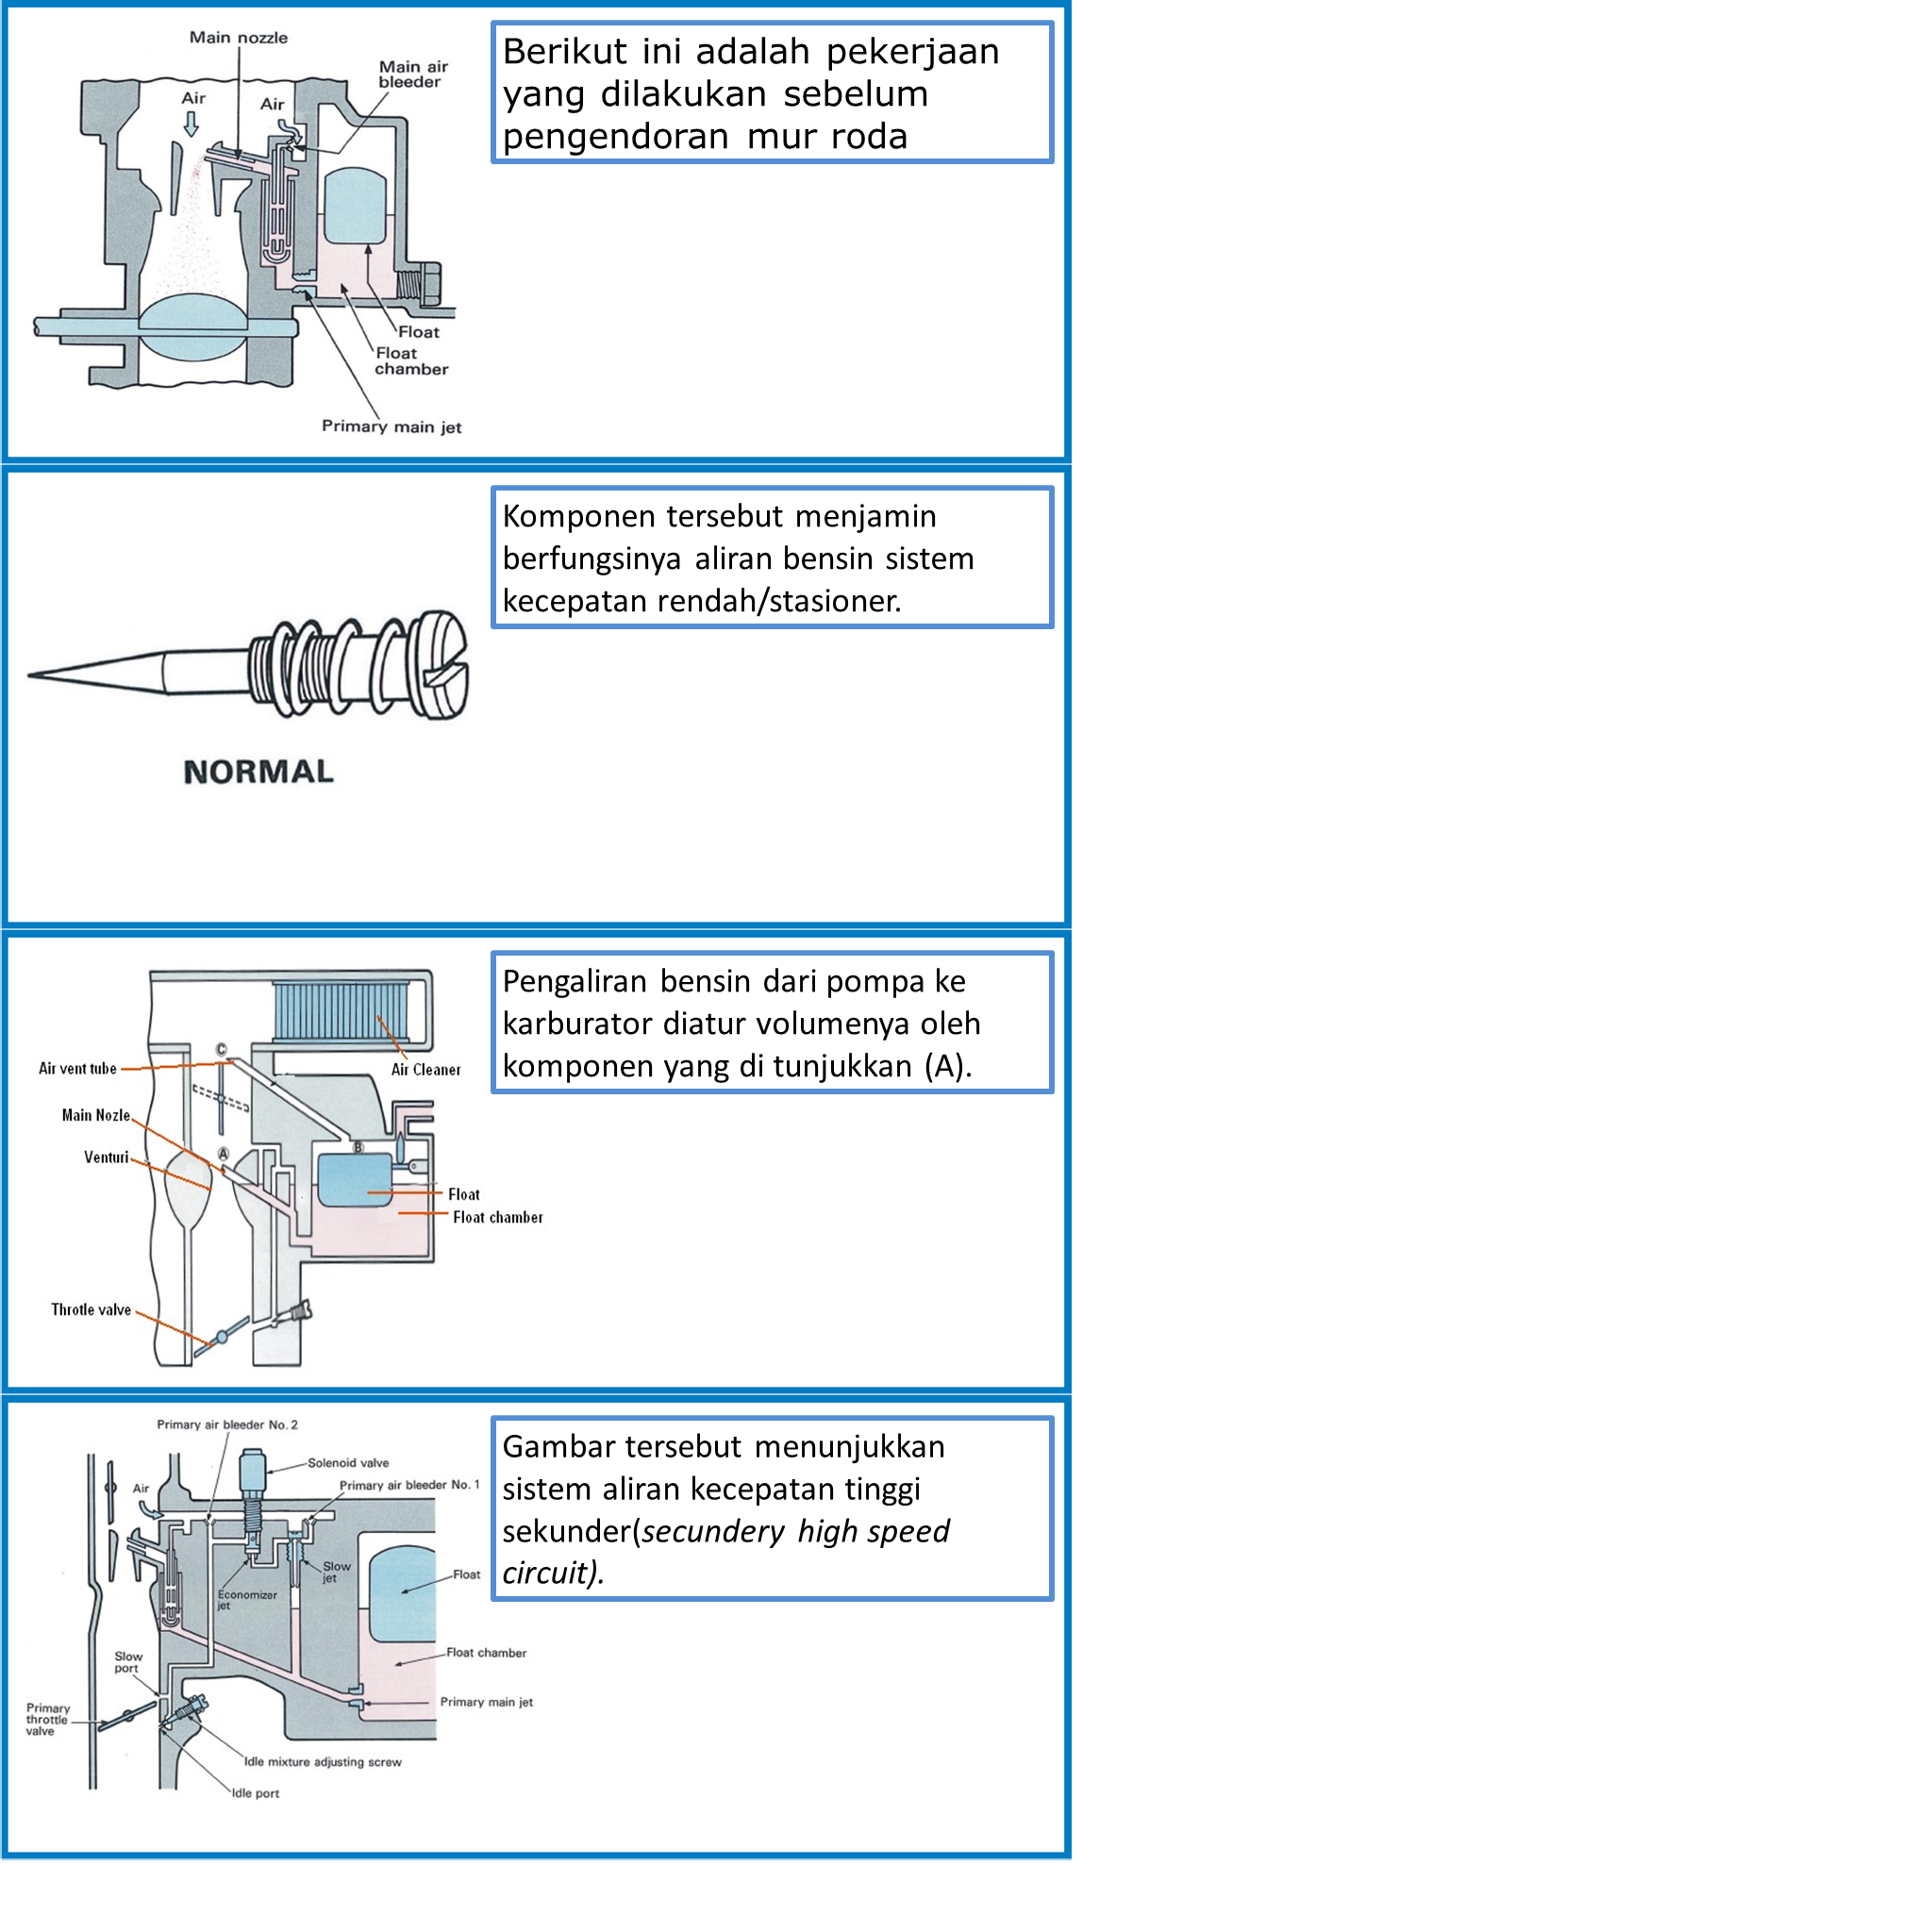 Main nozzle
Main air
bleeder
Air
Air
Float
Float
chamber
Primary main jet
Berikut ini adalah pekerjaan
yang dilakukan sebelum
pengendoran mur roda
NORMAL
Komponen tersebut menjamin
berfungsinya aliran bensin sistem
kecepatan rendah/stasioner.
C
Air vent tube
Air Cleaner
Main Nozle
B
A
Venturi
Float
Float chamber
Throtle valve
Pengaliran bensin dari pompa ke
karburator diatur volumenya oleh
komponen yang di tunjukkan (A).
Primary air bleeder No. 2
Solenoid valve
Primary air bleeder No. 1
Air
Slow
jet
Economizer
jet
Float
Float chamber
Slow
port
Primary main jet
Primary
throttle
valve
Idle mixture adjusting screw
Idle port
Gambar tersebut menunjukkan
sistem aliran kecepatan tinggi
sekunder(secundery high speed
circuit).